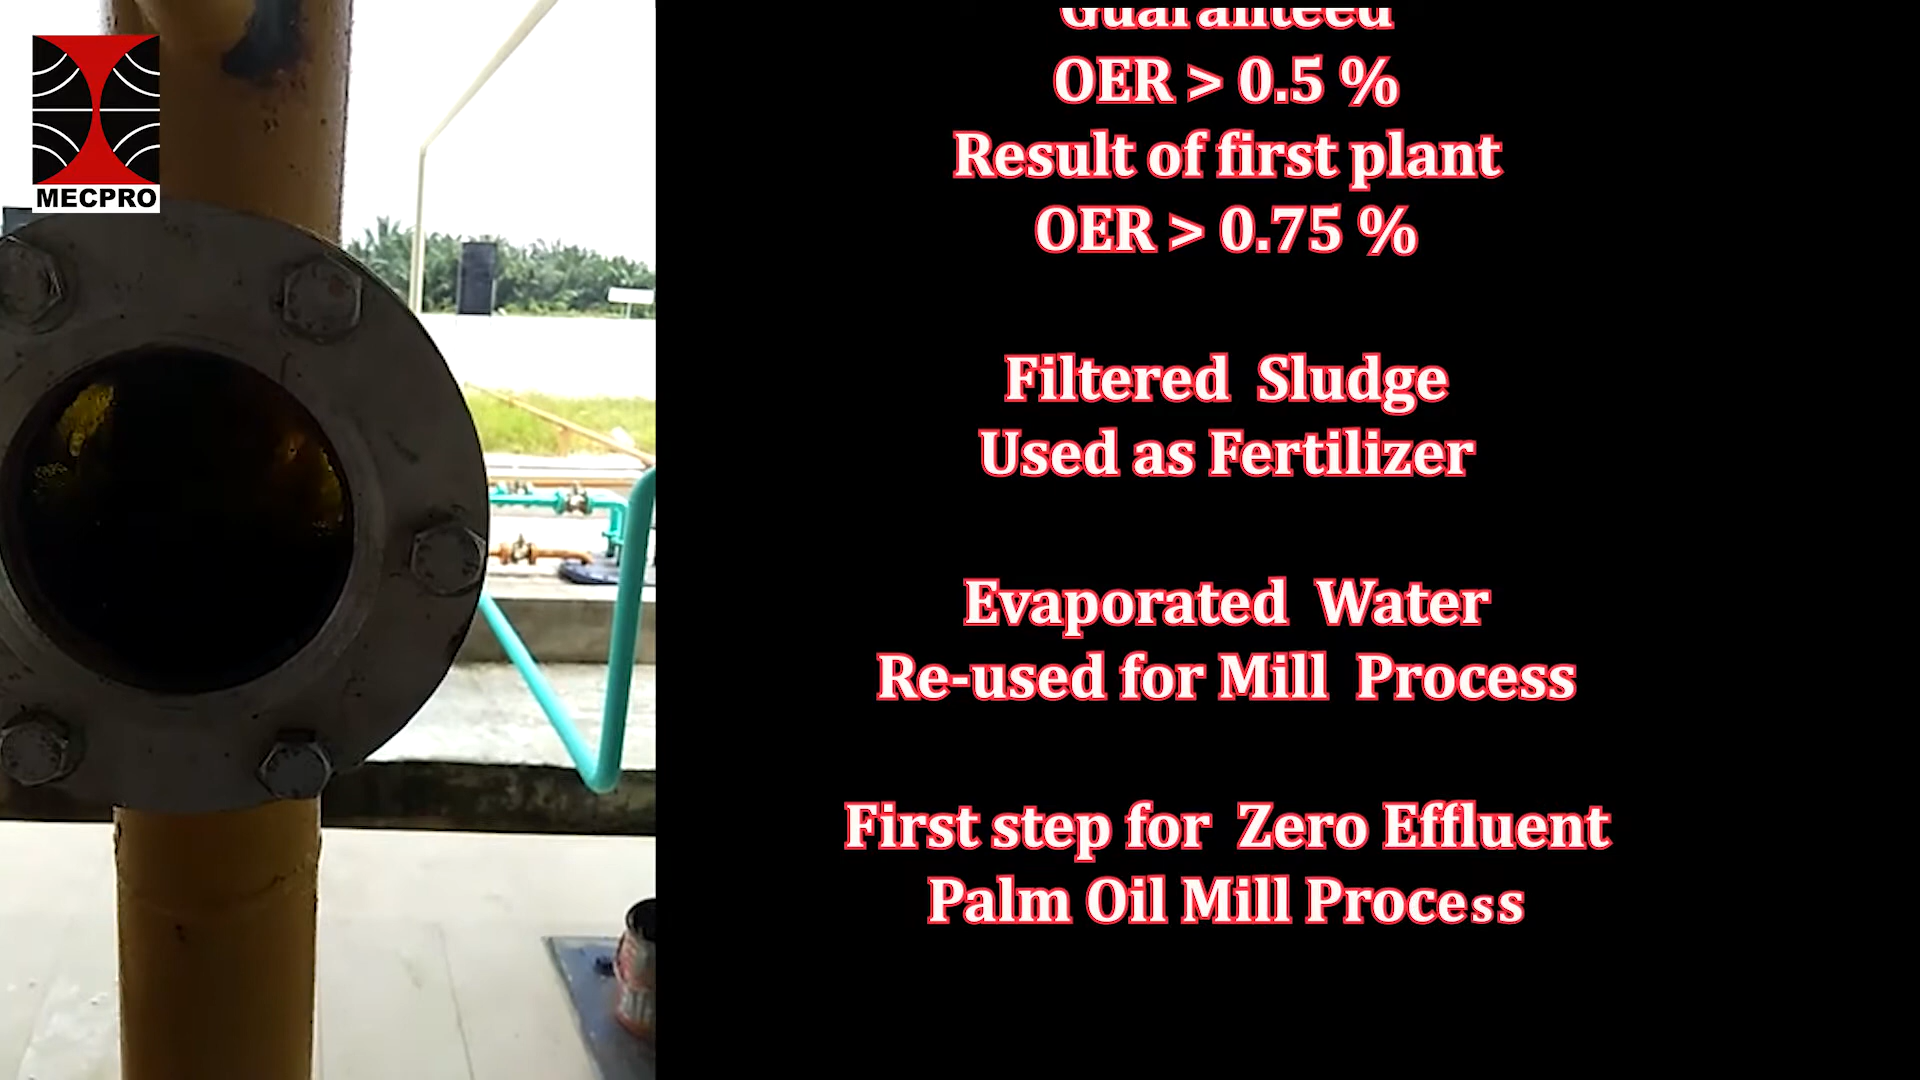 MECPRO
Guaranteed
OER > 0.5 %
Result of first plant
OER > 0.75 %
Filtered Sludge
Used as Fertilizer
Evaporated Water
Re-used for Mill Process
First step for Zero Effluent
Palm Oil Mill Process